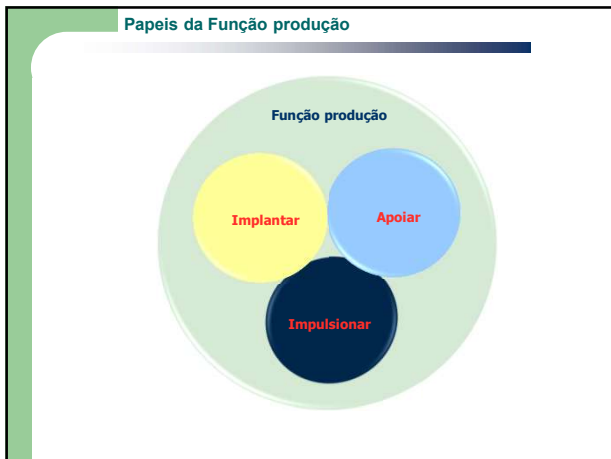 Papeis da Função produção
Função produção
Implantar
Apoiar
Impulsionar